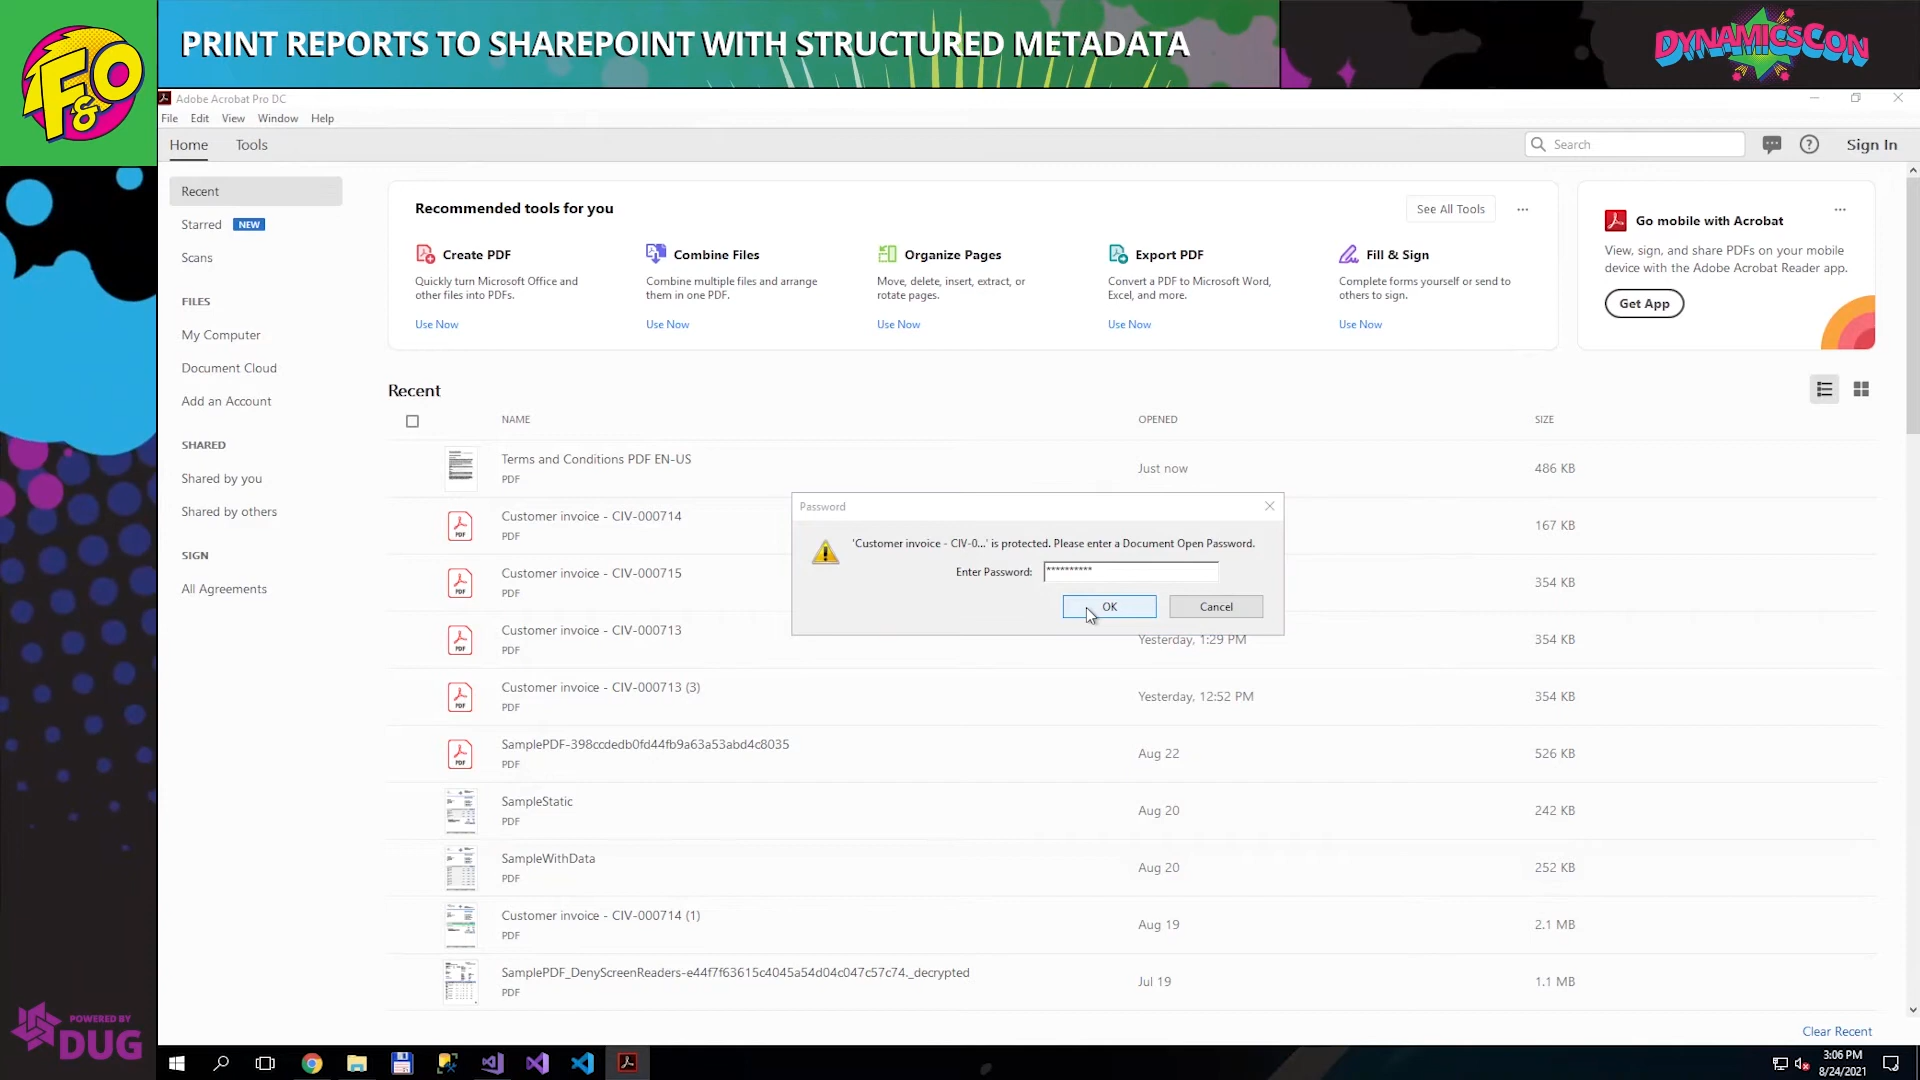 F&O
PRINT REPORTS TO SHAREPOINT WITH STRUCTURED METADATA
DYNAMICSCON
Adobe Acrobat Pro DC
File Edit View Window Help
Home Tools
Search
Sign In
Recent
Starred NEW
Scans
FILES
My Computer
Document Cloud
Add an Account
SHARED
Shared by you
Shared by others
SIGN
All Agreements
Recommended tools for you
See All Tools
Create PDF
Quickly turn Microsoft Office and
other files into PDFs.
Use Now
Combine Files
Combine multiple files and arrange
them in one PDF.
Use Now
Organize Pages
Move, delete, insert, extract, or
rotate pages.
Use Now
Export PDF
Convert a PDF to Microsoft Word,
Excel, and more.
Use Now
Fill & Sign
Complete forms yourself or send to
others to sign.
Use Now
Go mobile with Acrobat
View, sign, and share PDFs on your mobile
device with the Adobe Acrobat Reader app.
Get App
Recent
NAME OPENED SIZE
Terms and Conditions PDF EN-US
PDF
Just now 486 KB
Customer invoice - CIV-000714
PDF
167 KB
Customer invoice - CIV-000715
PDF
354 KB
Customer invoice - CIV-000713
PDF
Yesterday, 1:29 PM 354 KB
Customer invoice - CIV-000713 (3)
PDF
Yesterday, 12:52 PM 354 KB
SamplePDF-398ccdedb0fd44fb9a63a53abd4c8035
PDF
Aug 22 526 KB
SampleStatic
PDF
Aug 20 242 KB
SampleWithData
PDF
Aug 20 252 KB
Customer invoice - CIV-000714 (1)
PDF
Aug 19 2.1 MB
SamplePDF_DenyScreenReaders-e44f7f63615c4045a54d04c047c57c74._decrypted
PDF
Jul 19 1.1 MB
Password
'Customer invoice - CIV-0...' is protected. Please enter a Document Open Password.
Enter Password: **********
OK Cancel
Clear Recent
POWERED BY
DUG
3:06 PM
8/24/2021